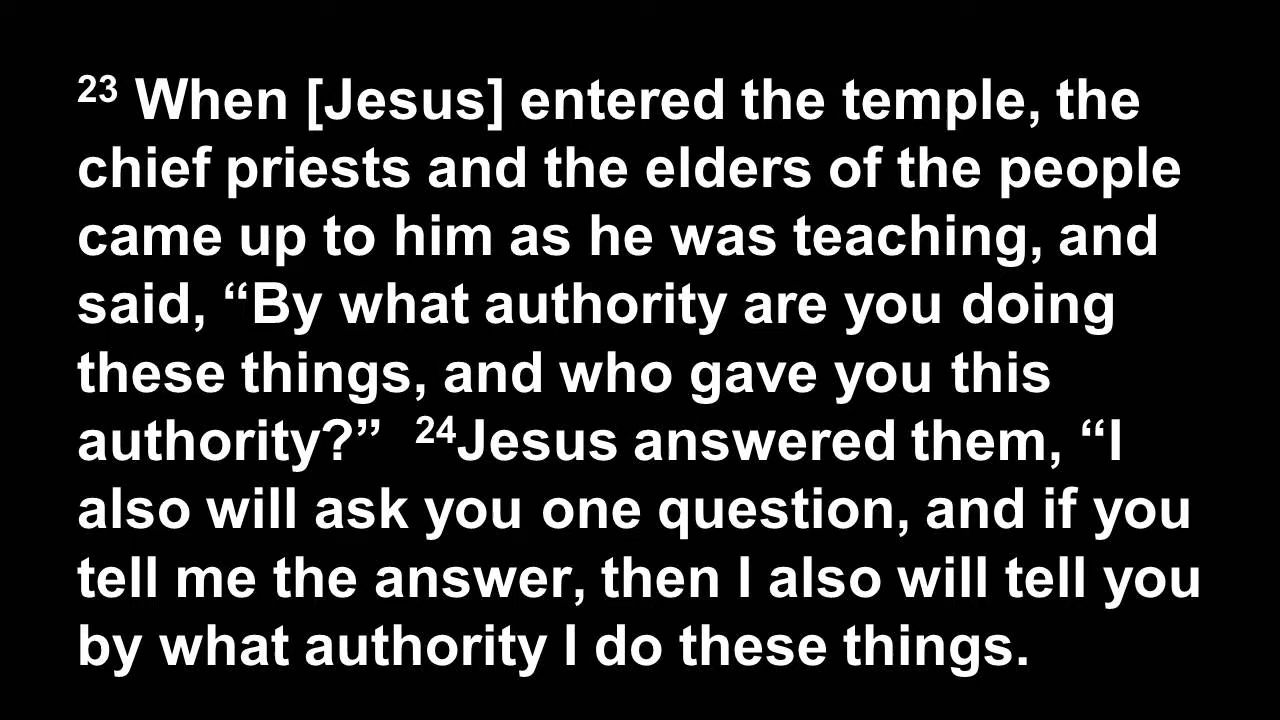 23 When [Jesus] entered the temple, the
chief priests and the elders of the people
came up to him as he was teaching, and
said, “By what authority are you doing
these things, and who gave you this
authority?”  24Jesus answered them, “I
also will ask you one question, and if you
tell me the answer, then I also will tell you
by what authority I do these things.